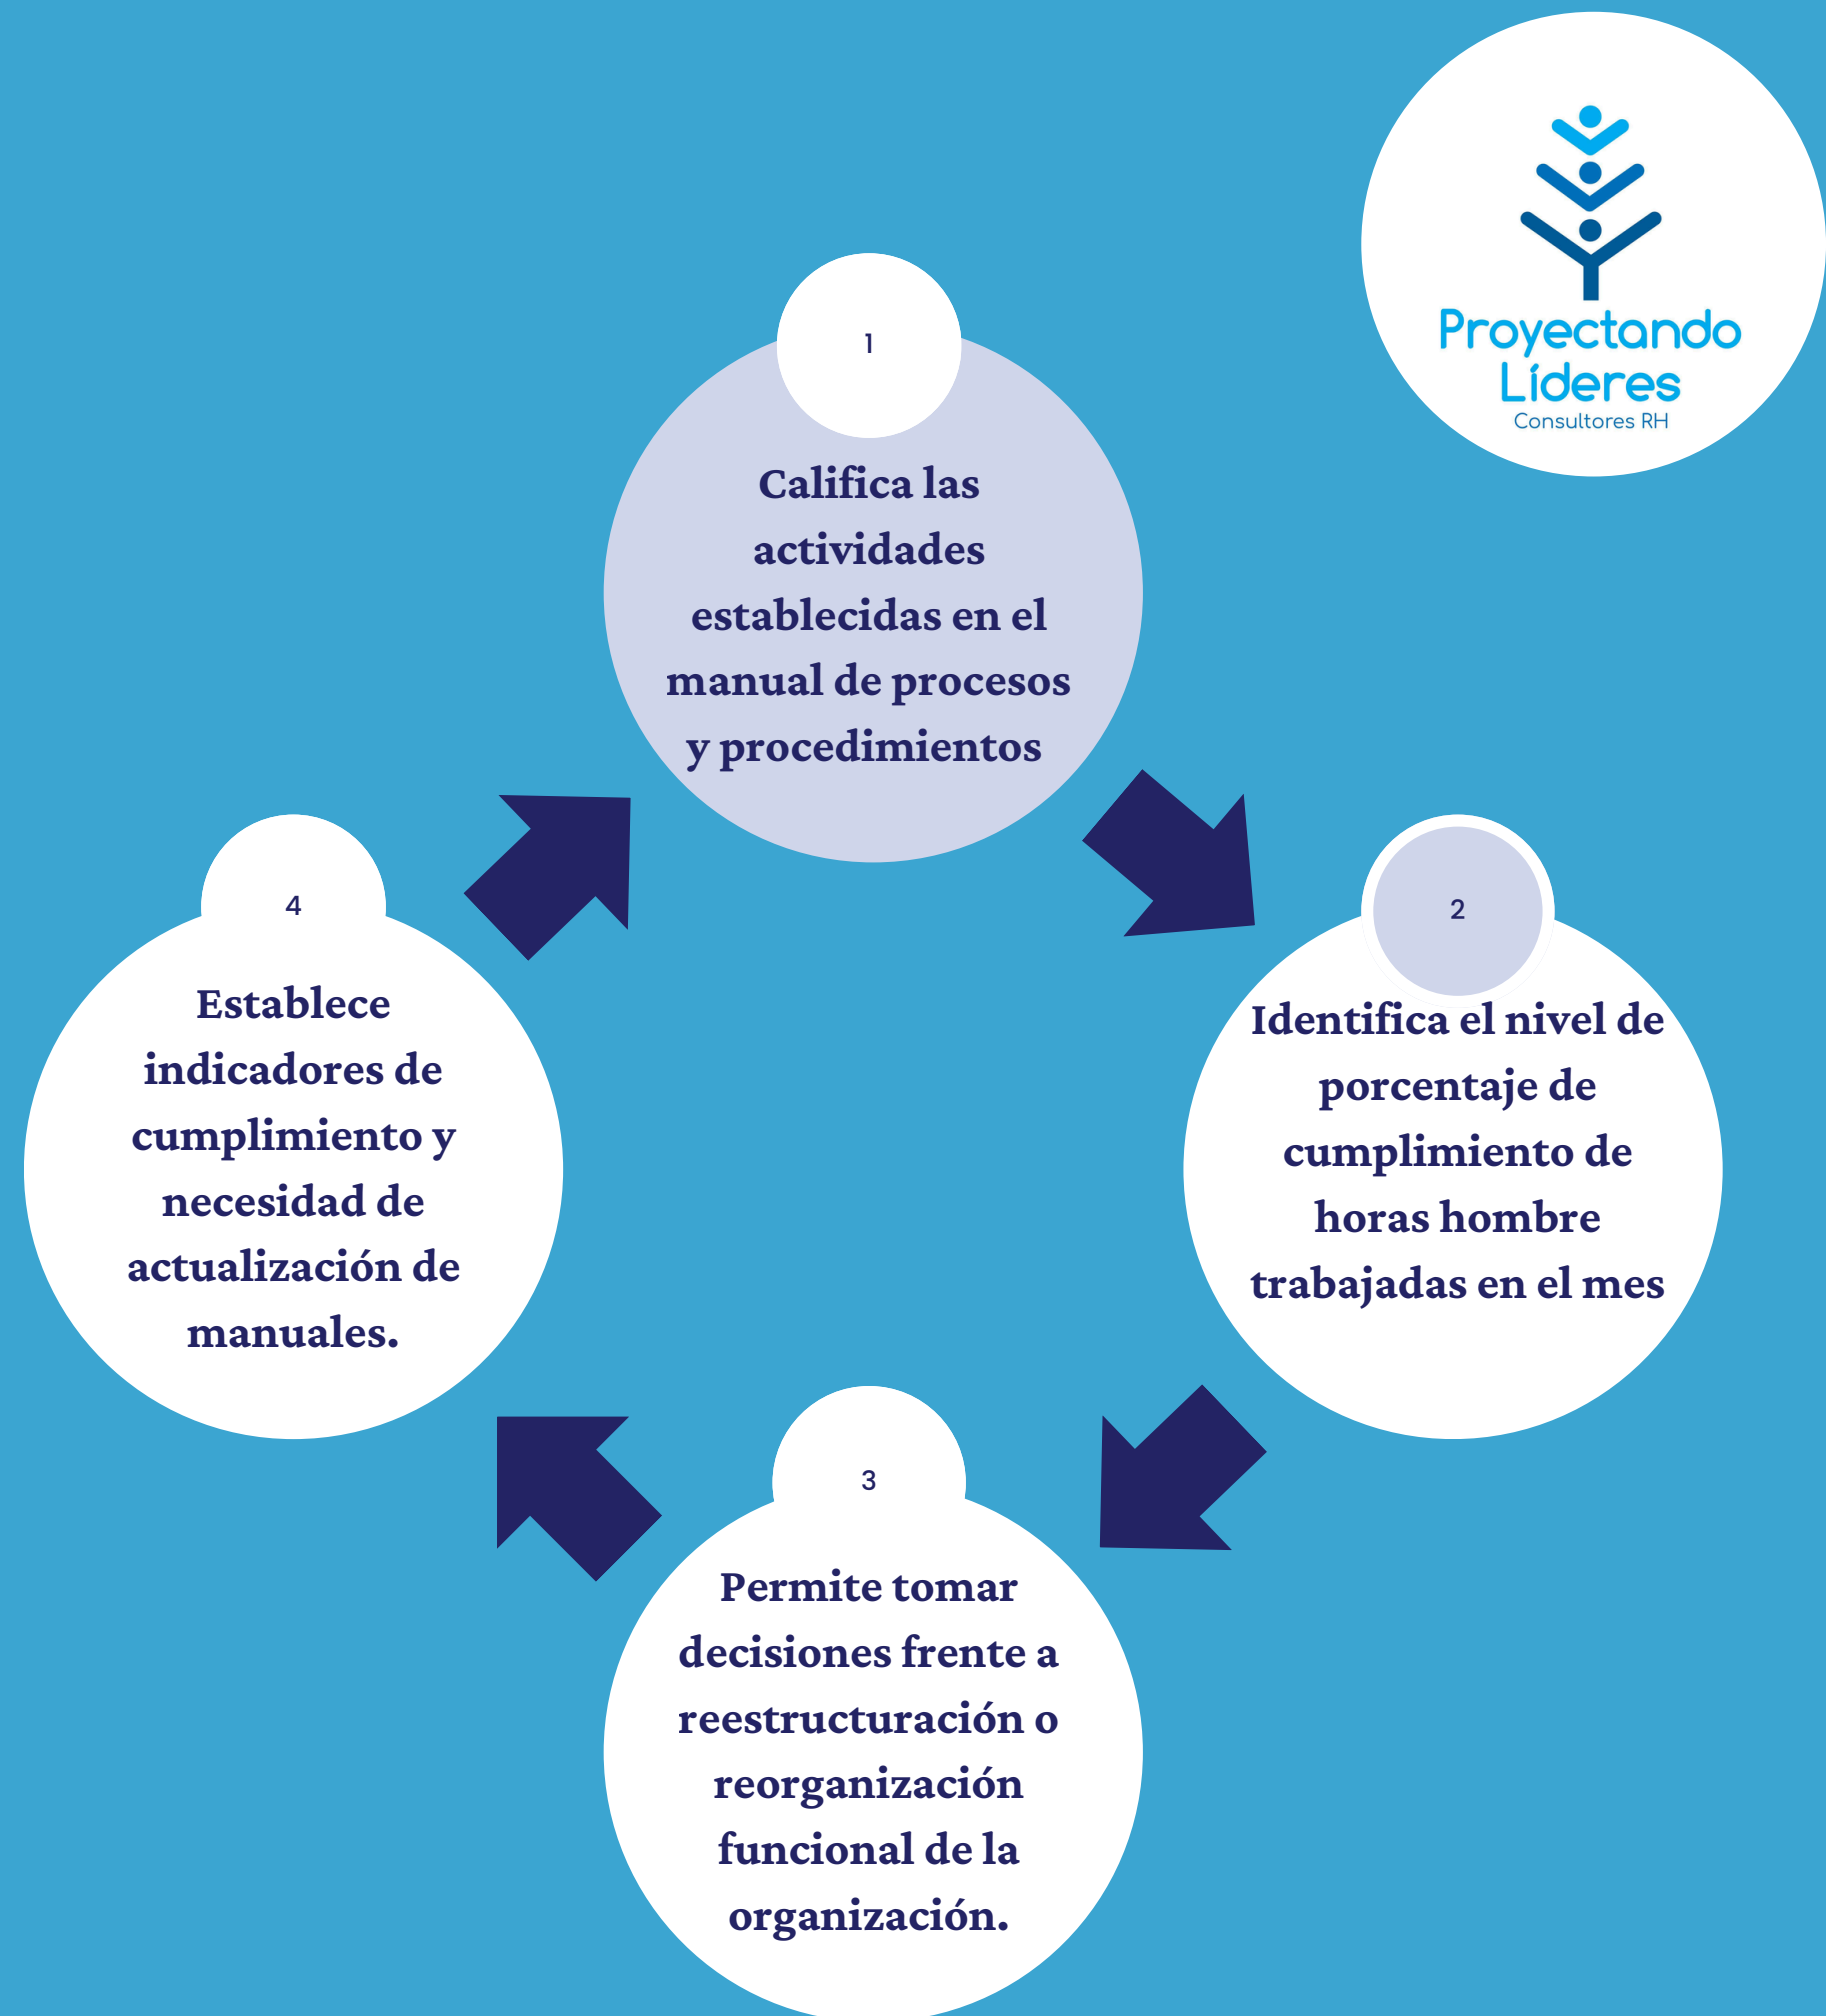 Proyectando
Líderes
Consultores RH
1
Califica las
actividades
establecidas en el
manual de procesos
y procedimientos
2
Identifica el nivel de
porcentaje de
cumplimiento de
horas hombre
trabajadas en el mes
3
Permite tomar
decisiones frente a
reestructuración o
reorganización
funcional de la
organización.
4
Establece
indicadores de
cumplimiento y
necesidad de
actualización de
manuales.